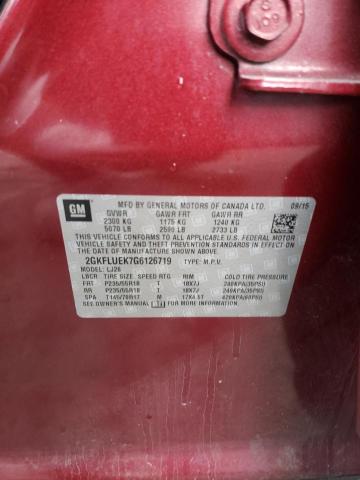 GM
MFD BY GENERAL MOTORS OF CANADA LTD. 09/15
GVWR GAWR FRT GAWR RR
2300 KG 1175 KG 1240 KG
5070 LB 2590 LB 2733 LB
THIS VEHICLE CONFORMS TO ALL APPLICABLE U.S. FEDERAL
MOTOR VEHICLE SAFETY STANDARDS IN EFFECT ON THE DATE OF
MANUFACTURE SHOWN ABOVE.
2GKFLUEK7G6126719 TYPE: M.P.V.
MODEL: LJ26
LBCR TIRE SIZE SPEED RTG RIM COLD TIRE PRESSURE
FRT P235/55R18 T 18X7J 240KPA(35PSI)
RR P235/55R18 T 18X7J 240KPA(35PSI)
SPA T145/70R17 M 17X4.5T 420KPA(60PSI)
SEE OWNER'S MANUAL FOR MORE INFORMATION